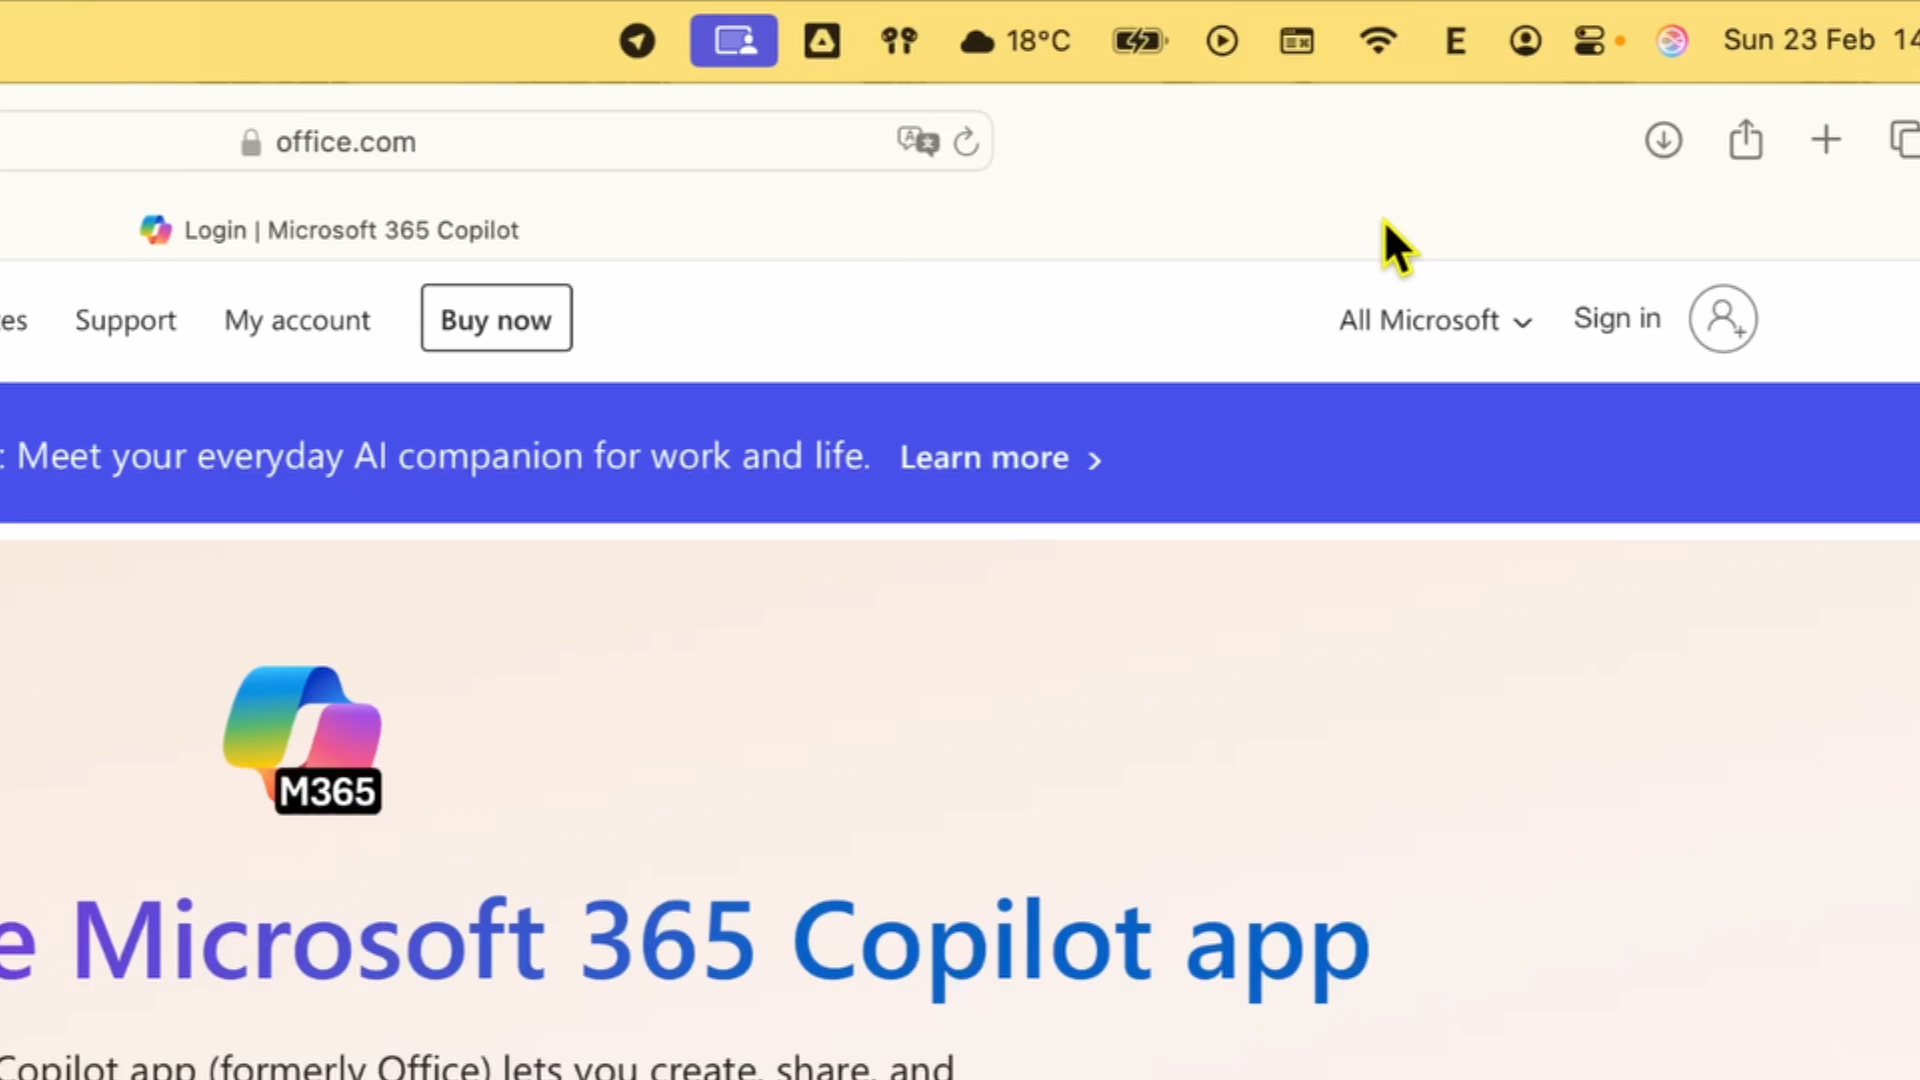 18°C E Sun 23 Feb 14
office.com
Login | Microsoft 365 Copilot
es Support My account Buy now All Microsoft Sign in
: Meet your everyday AI companion for work and life. Learn more
M365
e Microsoft 365 Copilot app
Copilot app (formerly Office) lets you create, share, and